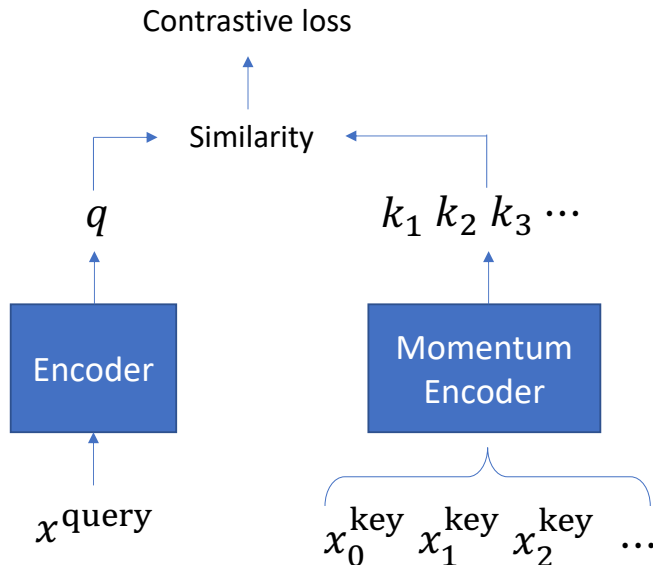 Contrastive loss
Similarity
q
k₁ k₂ k₃ ⋯
Encoder
Momentum
Encoder
x^query
x₀^key x₁^key x₂^key ⋯